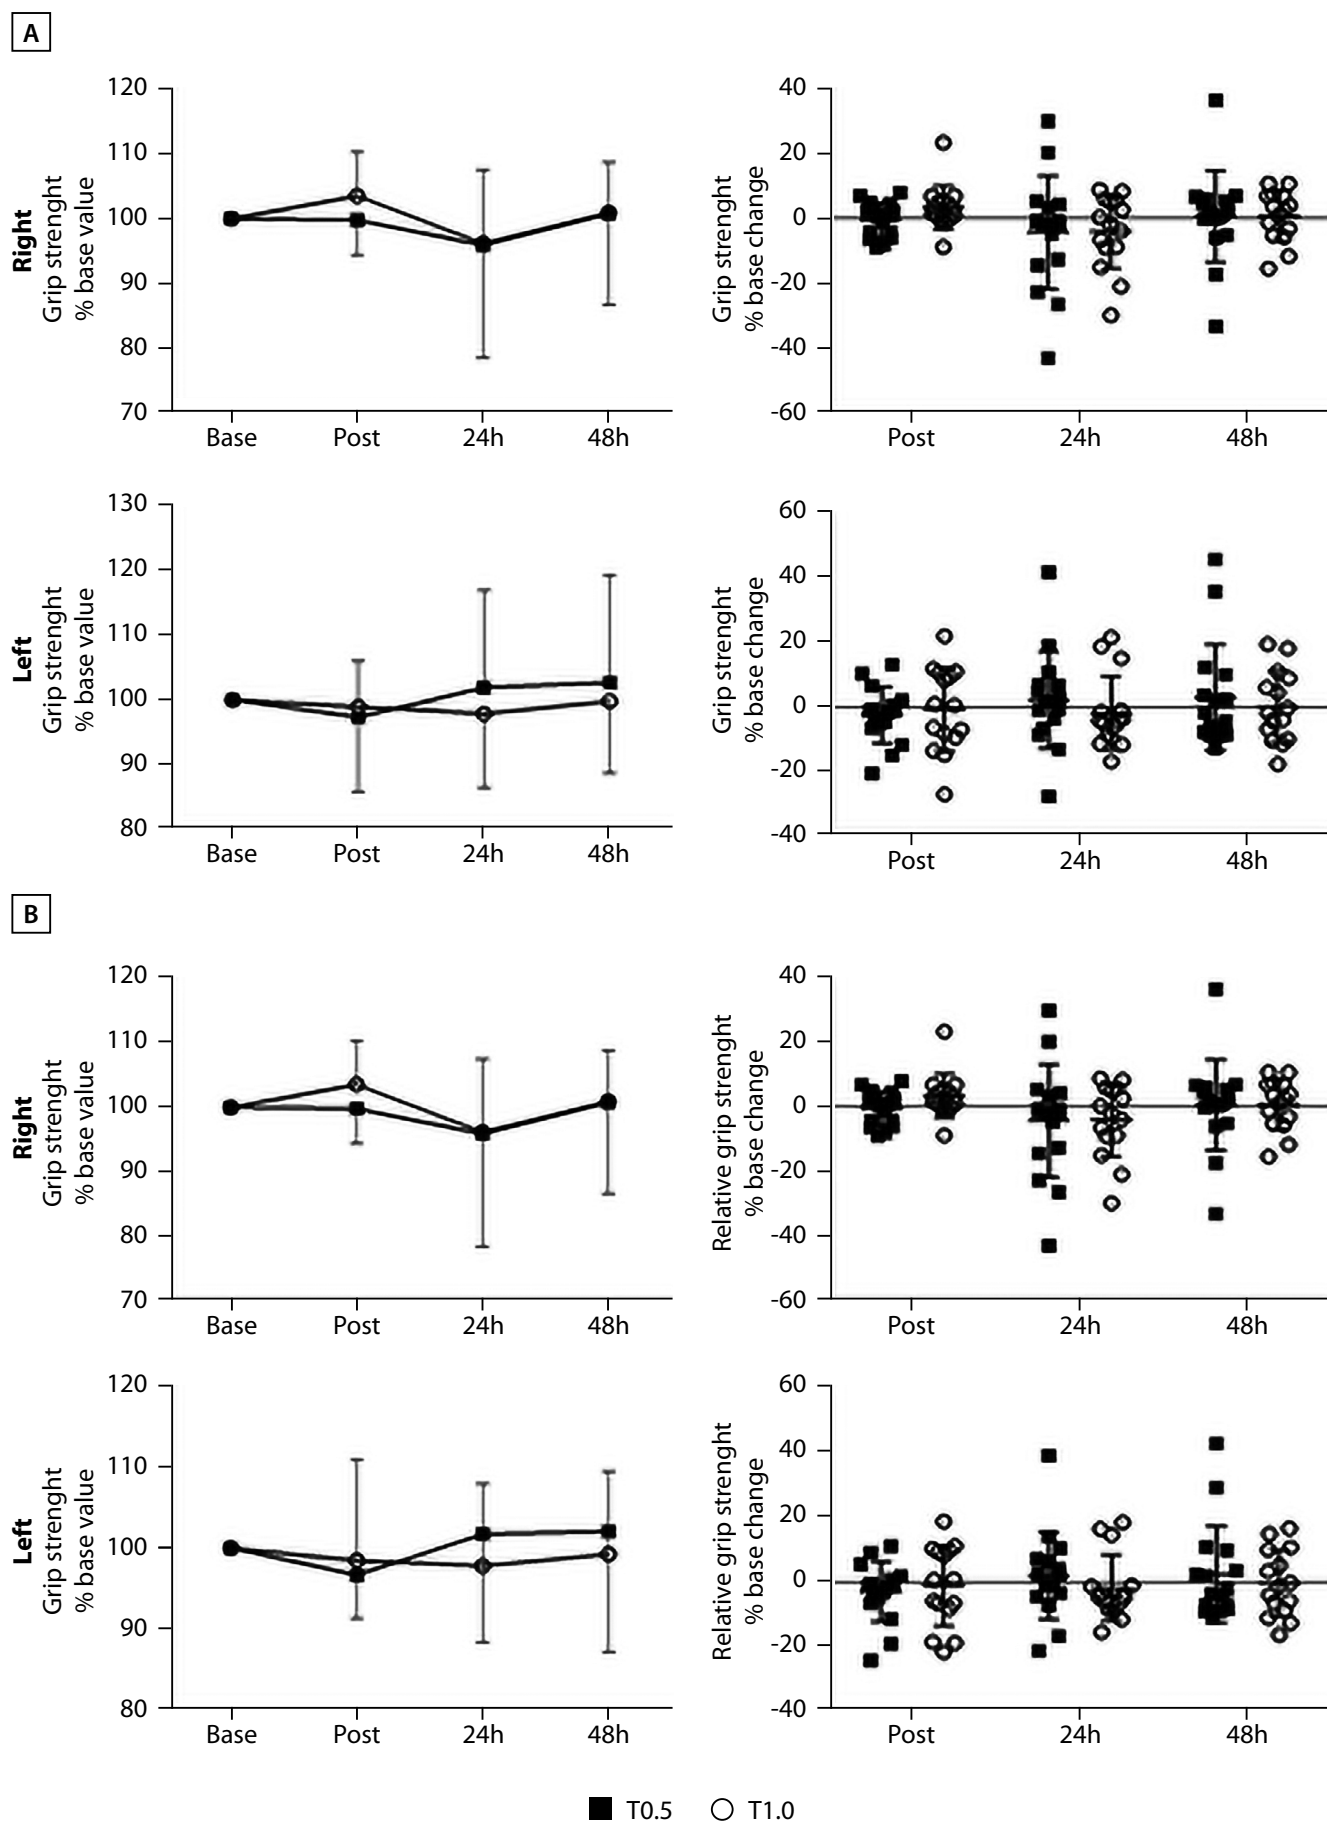 A
Right
Grip strenght
% base value
120
110
100
90
80
70
Base Post 24h 48h
Grip strenght
% base change
40
20
0
-20
-40
-60
Post 24h 48h
Left
Grip strenght
% base value
130
120
110
100
90
80
Base Post 24h 48h
Grip strenght
% base change
60
40
20
0
-20
-40
Post 24h 48h
B
Right
Grip strenght
% base value
120
110
100
90
80
70
Base Post 24h 48h
Relative grip strenght
% base change
40
20
0
-20
-40
-60
Post 24h 48h
Left
Grip strenght
% base value
120
110
100
90
80
Base Post 24h 48h
Relative grip strenght
% base change
60
40
20
0
-20
-40
Post 24h 48h
T0.5 T1.0